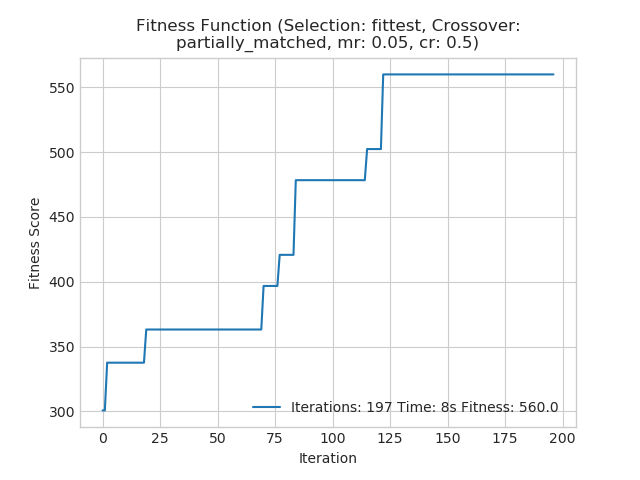 Fitness Function (Selection: fittest, Crossover:
partially_matched, mr: 0.05, cr: 0.5)
Fitness Score
550
500
450
400
350
300
Iterations: 197 Time: 8s Fitness: 560.0
0 25 50 75 100 125 150 175 200
Iteration